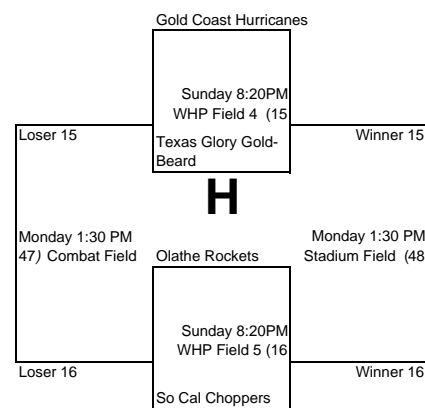 Gold Coast Hurricanes
Sunday 8:20PM
WHP Field 4 (15
Loser 15
Texas Glory Gold-
Beard
Winner 15
H
Monday 1:30 PM
47) Combat Field
Olathe Rockets
Monday 1:30 PM
Stadium Field (48
Sunday 8:20PM
WHP Field 5 (16
Loser 16
Winner 16
So Cal Choppers